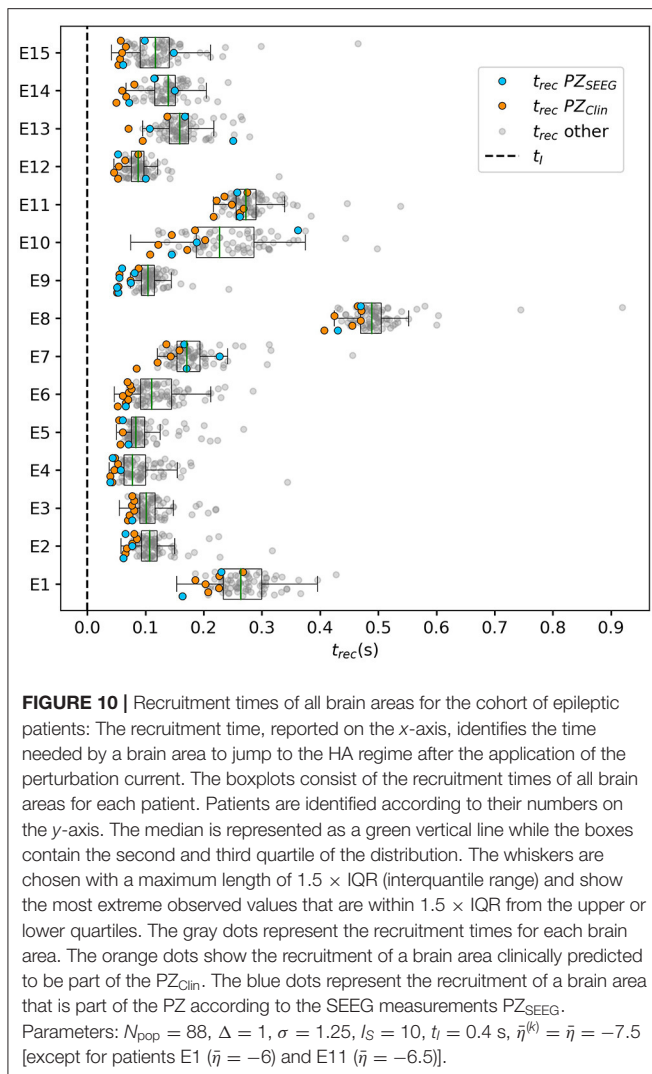 E15
E14
E13
E12
E11
E10
E9
E8
E7
E6
E5
E4
E3
E2
E1
t_rec PZ_SEEG
t_rec PZ_Clin
t_rec other
t_I
0.0 0.1 0.2 0.3 0.4 0.5 0.6 0.7 0.8 0.9
t_rec(s)
FIGURE 10 | Recruitment times of all brain areas for the cohort of epileptic
patients: The recruitment time, reported on the x-axis, identifies the time
needed by a brain area to jump to the HA regime after the application of the
perturbation current. The boxplots consist of the recruitment times of all brain
areas for each patient. Patients are identified according to their numbers on
the y-axis. The median is represented as a green vertical line while the boxes
contain the second and third quartile of the distribution. The whiskers are
chosen with a maximum length of 1.5 × IQR (interquantile range) and show
the most extreme observed values that are within 1.5 × IQR from the upper or
lower quartiles. The gray dots represent the recruitment times for each brain
area. The orange dots show the recruitment of a brain area clinically predicted
to be part of the PZ_Clin. The blue dots represent the recruitment of a brain area
that is part of the PZ according to the SEEG measurements PZ_SEEG.
Parameters: N_pop = 88, Δ = 1, σ = 1.25, I_S = 10, t_I = 0.4 s, η̄^(k) = η̄ = −7.5
[except for patients E1 (η̄ = −6) and E11 (η̄ = −6.5)].